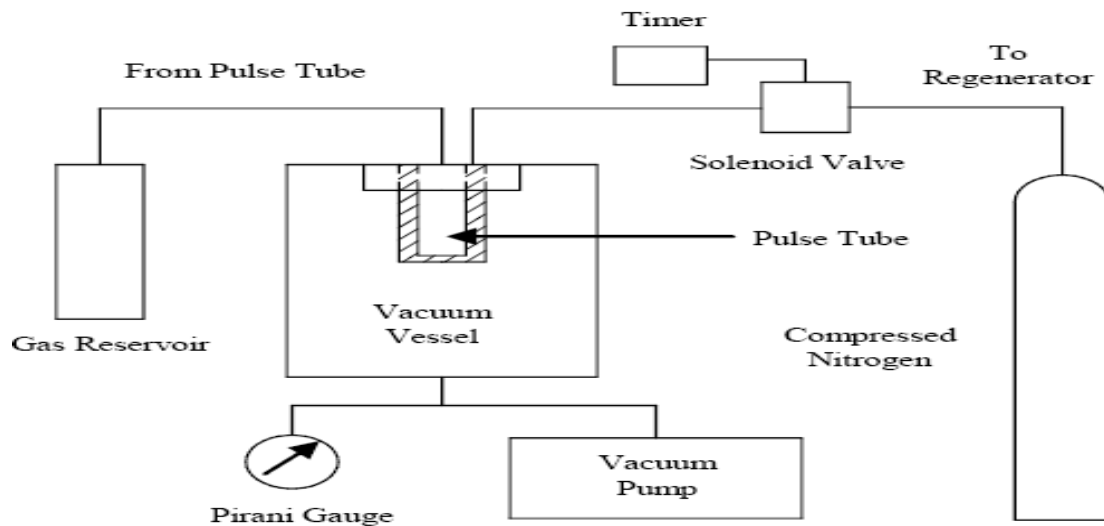 Timer
From Pulse Tube
To
Regenerator
Solenoid Valve
Pulse Tube
Vacuum
Vessel
Gas Reservoir
Compressed
Nitrogen
Vacuum
Pump
Pirani Gauge